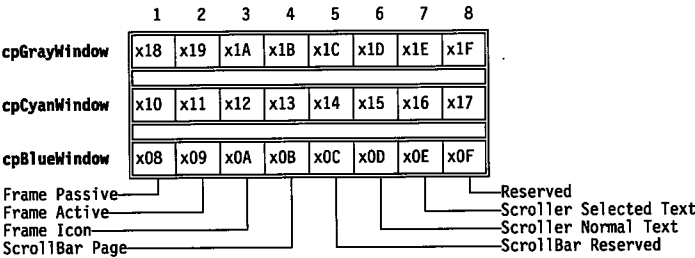 1 2 3 4 5 6 7 8
cpGrayWindow x18 x19 x1A x1B x1C x1D x1E x1F
cpCyanWindow x10 x11 x12 x13 x14 x15 x16 x17
cpBlueWindow x08 x09 x0A x0B x0C x0D x0E x0F
Frame Passive Reserved
Frame Active Scroller Selected Text
Frame Icon Scroller Normal Text
ScrollBar Page ScrollBar Reserved